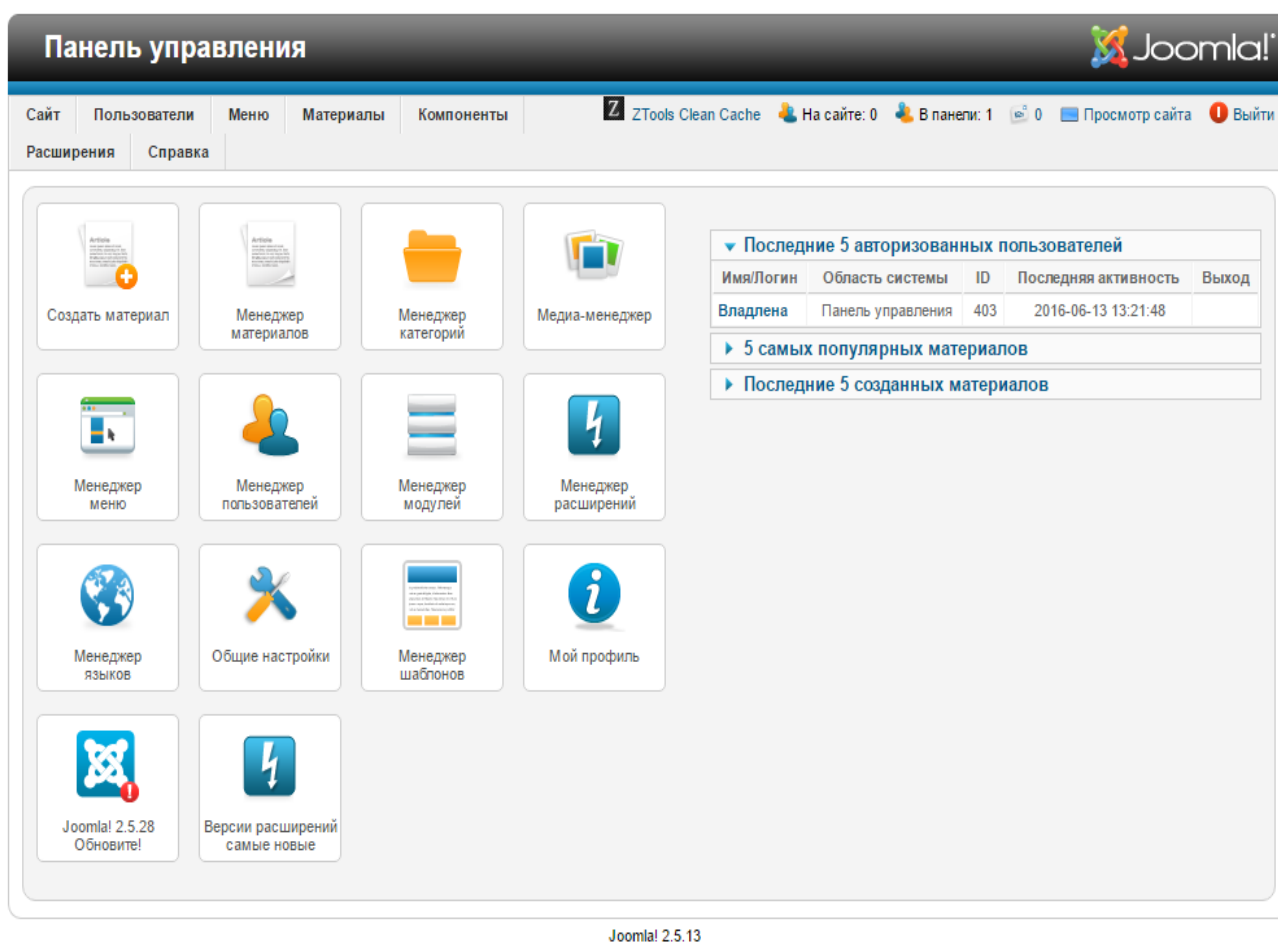 Панель управления
Joomla!
Сайт Пользователи Меню Материалы Компоненты Z ZTools Clean Cache На сайте: 0 В панели: 1 0 Просмотр сайта Выйти
Расширения Справка
Article Article
Создать материал Менеджер Менеджер Медиа-менеджер
материалов категорий
Менеджер Менеджер Менеджер Менеджер
меню пользователей модулей расширений
Менеджер Общие настройки Менеджер Мой профиль
языков шаблонов
Joomla! 2.5.28 Версии расширений
Обновите! самые новые
Последние 5 авторизованных пользователей
Имя/Логин Область системы ID Последняя активность Выход
Владлена Панель управления 403 2016-06-13 13:21:48
5 самых популярных материалов
Последние 5 созданных материалов
Joomla! 2.5.13